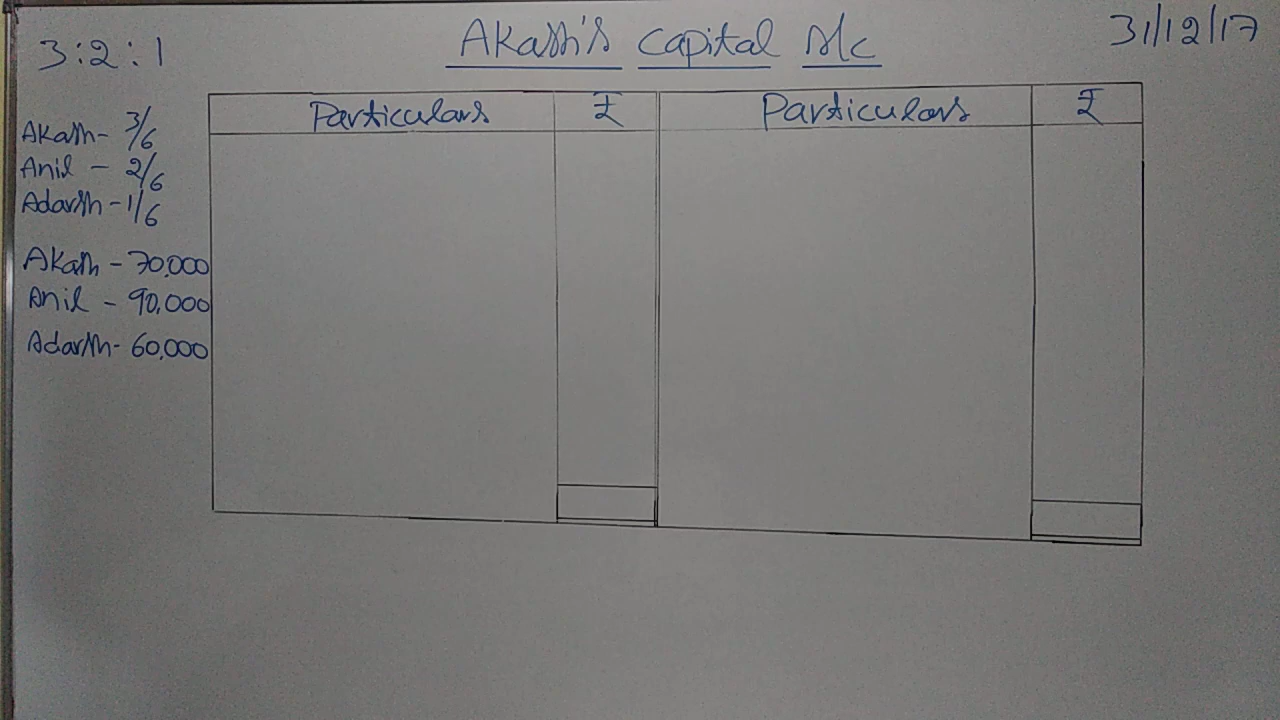 3:2:1
Akash's Capital A/c
31/12/17
Particulars ₹ Particulars ₹
Akash - 3/6
Anil - 2/6
Adarsh - 1/6
Akash - 70,000
Anil - 90,000
Adarsh - 60,000